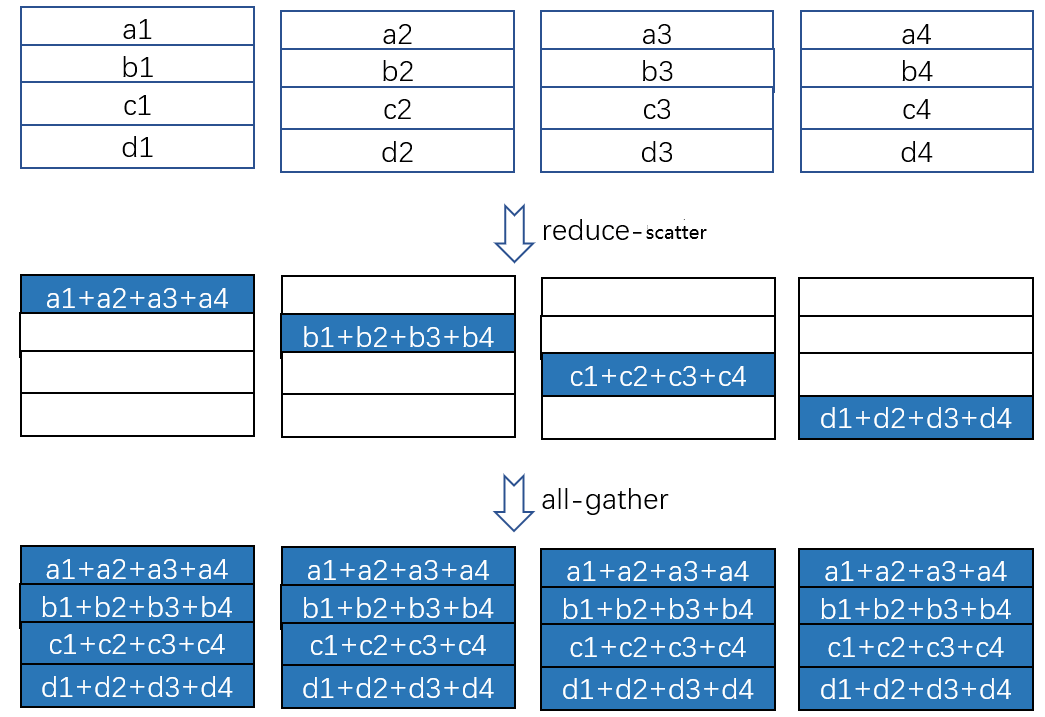 a1 a2 a3 a4
b1 b2 b3 b4
c1 c2 c3 c4
d1 d2 d3 d4
reduce-scatter
a1+a2+a3+a4
b1+b2+b3+b4
c1+c2+c3+c4
d1+d2+d3+d4
all-gather
a1+a2+a3+a4 a1+a2+a3+a4 a1+a2+a3+a4 a1+a2+a3+a4
b1+b2+b3+b4 b1+b2+b3+b4 b1+b2+b3+b4 b1+b2+b3+b4
c1+c2+c3+c4 c1+c2+c3+c4 c1+c2+c3+c4 c1+c2+c3+c4
d1+d2+d3+d4 d1+d2+d3+d4 d1+d2+d3+d4 d1+d2+d3+d4